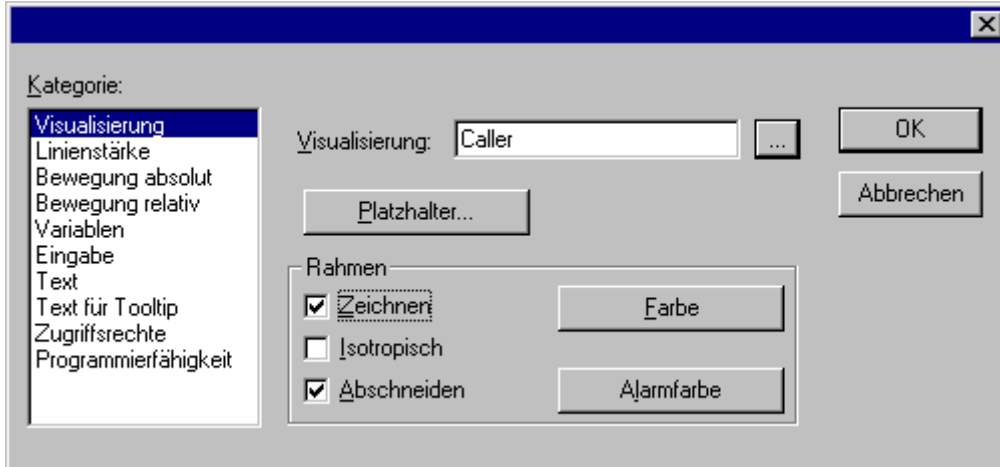 Kategorie:
Visualisierung
Linienstärke
Bewegung absolut
Bewegung relativ
Variablen
Eingabe
Text
Text für Tooltip
Zugriffsrechte
Programmierfähigkeit
Visualisierung: Caller ...
Platzhalter...
Rahmen
Zeichnen
Farbe
Isotropisch
Abschneiden
Alarmfarbe
OK
Abbrechen